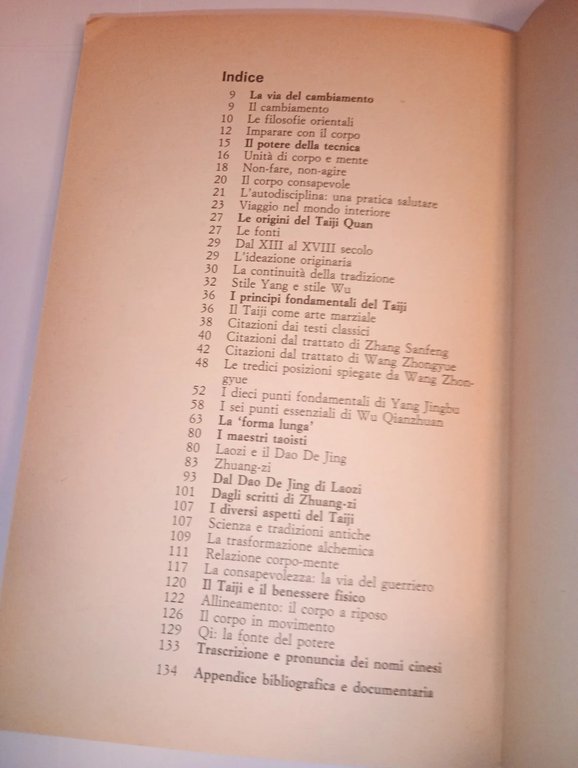 Indice
9 La via del cambiamento
9 Il cambiamento
10 Le filosofie orientali
12 Imparare con il corpo
15 Il potere della tecnica
16 Unità di corpo e mente
18 Non-fare, non-agire
20 Il corpo consapevole
21 L'autodisciplina: una pratica salutare
23 Viaggio nel mondo interiore
27 Le origini del Taiji Quan
27 Le fonti
29 Dal XIII al XVIII secolo
29 L'ideazione originaria
30 La continuità della tradizione
32 Stile Yang e stile Wu
36 I principi fondamentali del Taiji
36 Il Taiji come arte marziale
38 Citazioni dai testi classici
40 Citazioni dal trattato di Zhang Sanfeng
42 Citazioni dal trattato di Wang Zhongyue
48 Le tredici posizioni spiegate da Wang Zhon-
gyue
52 I dieci punti fondamentali di Yang Jingbu
58 I sei punti essenziali di Wu Qianzhuan
63 La 'forma lunga'
80 I maestri taoisti
80 Laozi e il Dao De Jing
83 Zhuang-zi
93 Dal Dao De Jing di Laozi
101 Dagli scritti di Zhuang-zi
107 I diversi aspetti del Taiji
107 Scienza e tradizioni antiche
109 La trasformazione alchemica
111 Relazione corpo-mente
117 La consapevolezza: la via del guerriero
120 Il Taiji e il benessere fisico
122 Allineamento: il corpo a riposo
126 Il corpo in movimento
129 Qi: la fonte del potere
133 Trascrizione e pronuncia dei nomi cinesi
134 Appendice bibliografica e documentaria